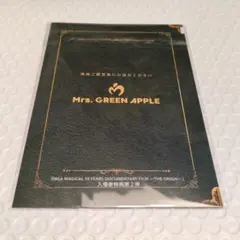 Mrs. GREEN APPLE
MGA MAGICAL 10 YEARS DOCUMENTARY FILM ～THE ORIGIN～
入場者特典第2弾